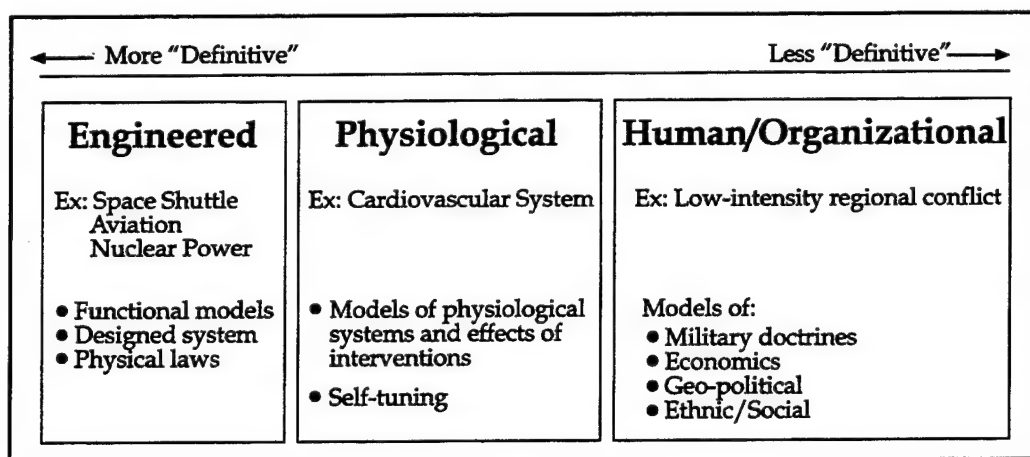 More "Definitive"
Less "Definitive"
Engineered
Ex: Space Shuttle
Aviation
Nuclear Power
● Functional models
● Designed system
● Physical laws
Physiological
Ex: Cardiovascular System
● Models of physiological
systems and effects of
interventions
● Self-tuning
Human/Organizational
Ex: Low-intensity regional conflict
Models of:
● Military doctrines
● Economics
● Geo-political
● Ethnic/Social